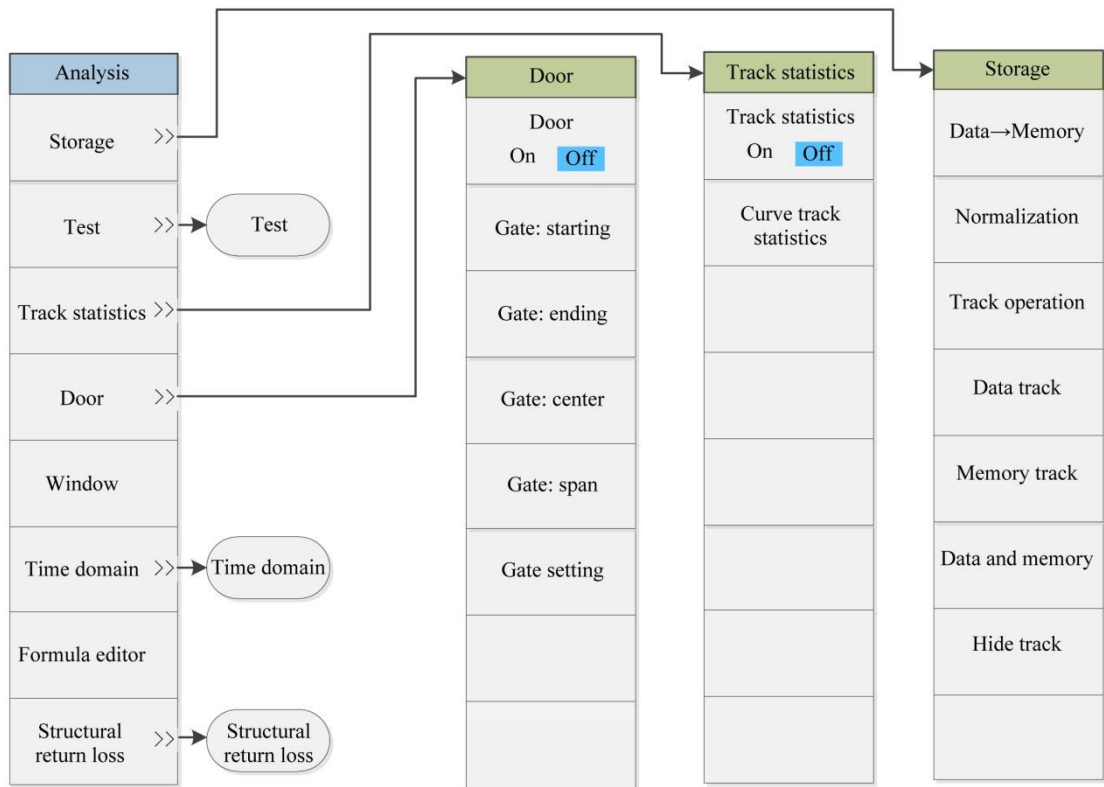 Analysis
Storage >>
Test >>
Track statistics >>
Door >>
Window
Time domain >>
Formula editor
Structural
return loss >>
Test
Time domain
Structural
return loss
Door
Door
On Off
Gate: starting
Gate: ending
Gate: center
Gate: span
Gate setting
Track statistics
Track statistics
On Off
Curve track
statistics
Storage
Data→Memory
Normalization
Track operation
Data track
Memory track
Data and memory
Hide track